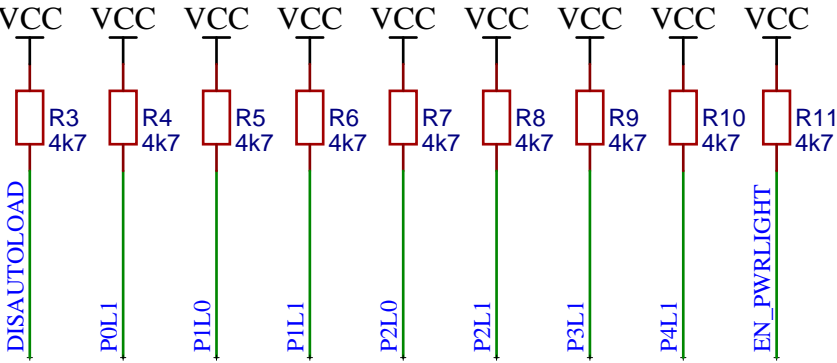 VCC VCC VCC VCC VCC VCC VCC VCC VCC
R3 R4 R5 R6 R7 R8 R9 R10 R11
4k7 4k7 4k7 4k7 4k7 4k7 4k7 4k7 4k7
DISAUTOLOAD
P0L1
P1L0
P1L1
P2L0
P2L1
P3L1
P4L1
EN_PWRLIGHT